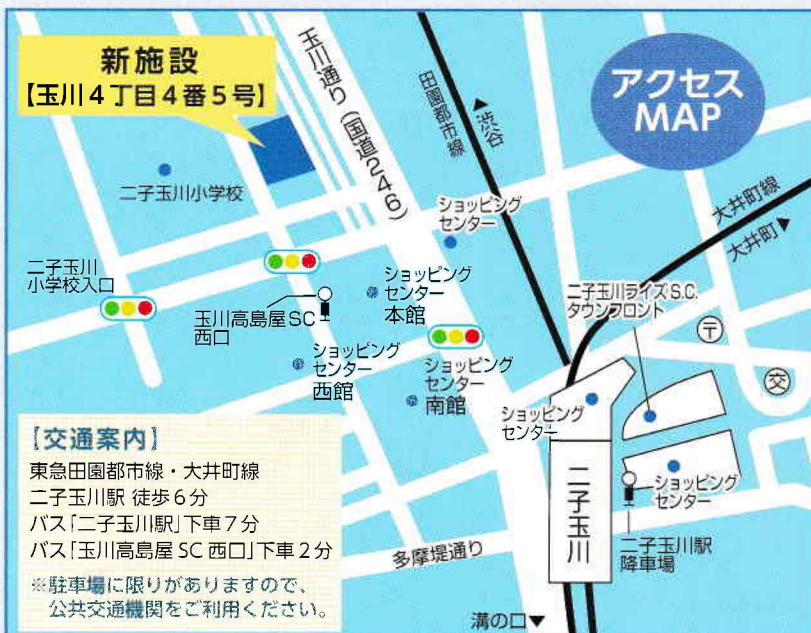 新施設
【玉川4丁目4番5号】
アクセス
MAP
玉川通り(国道246)
田園都市線
▲渋谷
大井町線
大井町▶
二子玉川小学校
ショッピング
センター
二子玉川
小学校入口
玉川高島屋SC
西口
ショッピング
センター
本館
ショッピング
センター
西館
ショッピング
センター
南館
二子玉川ライズS.C.
タウンフロント
〒
交
ショッピング
センター
二子玉川
ショッピング
センター
二子玉川駅
降車場
多摩堤通り
溝の口▼
【交通案内】
東急田園都市線・大井町線
二子玉川駅 徒歩6分
バス「二子玉川駅」下車7分
バス「玉川高島屋SC西口」下車2分
※駐車場に限りがありますので、
公共交通機関をご利用ください。